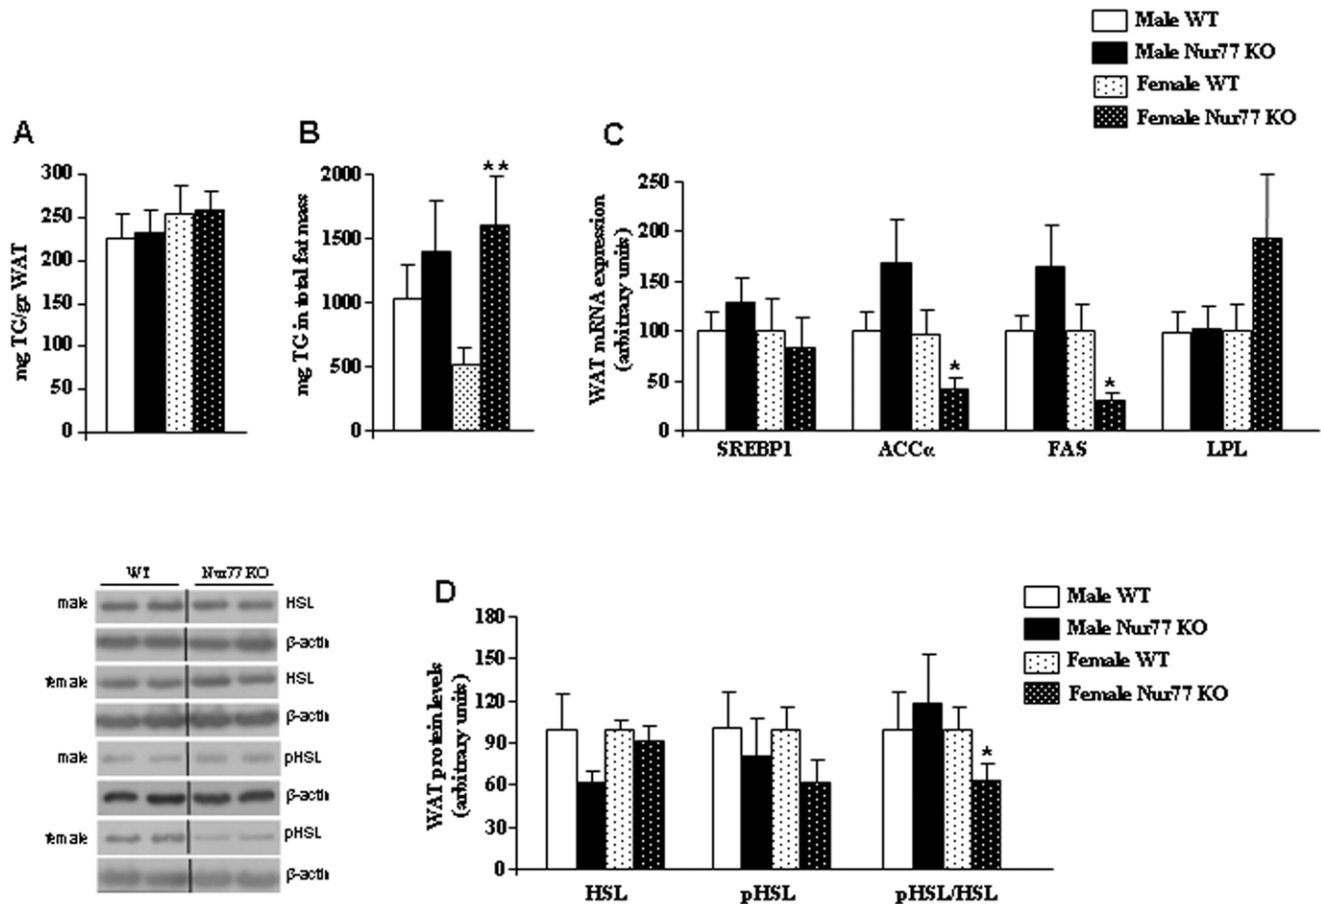 Male WT
Male Nur77 KO
Female WT
Female Nur77 KO
A
B
C
mg TG/gr WAT
300
250
200
150
100
50
0
mg TG in total fat mass
2000
1500
1000
500
0
**
WAT mRNA expression
(arbitrary units)
250
200
150
100
50
0
*
*
SREBP1
ACCα
FAS
LPL
WT
Nur77 KO
male
HSL
β-actin
female
HSL
β-actin
male
pHSL
β-actin
female
pHSL
β-actin
D
WAT protein levels
(arbitrary units)
180
150
120
90
60
30
0
*
HSL
pHSL
pHSL/HSL
Male WT
Male Nur77 KO
Female WT
Female Nur77 KO